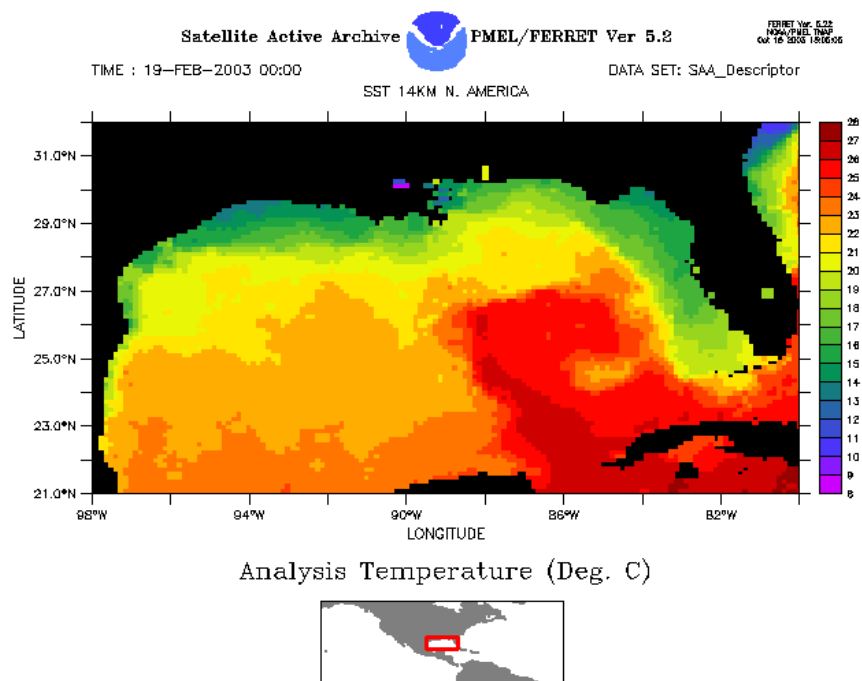 Satellite Active Archive PMEL/FERRET Ver 5.2
FERRET Ver. 5.22
NOAA/PMEL TMAP
Oct 16 2003
TIME : 19-FEB-2003 00:00 DATA SET: SAA_Descriptor
SST 14KM N. AMERICA
31.0°N
29.0°N
27.0°N
25.0°N
23.0°N
21.0°N
LATITUDE
98°W 94°W 90°W 86°W 82°W
LONGITUDE
28
27
26
25
24
23
22
21
20
19
18
17
16
15
14
13
12
11
10
9
8
Analysis Temperature (Deg. C)